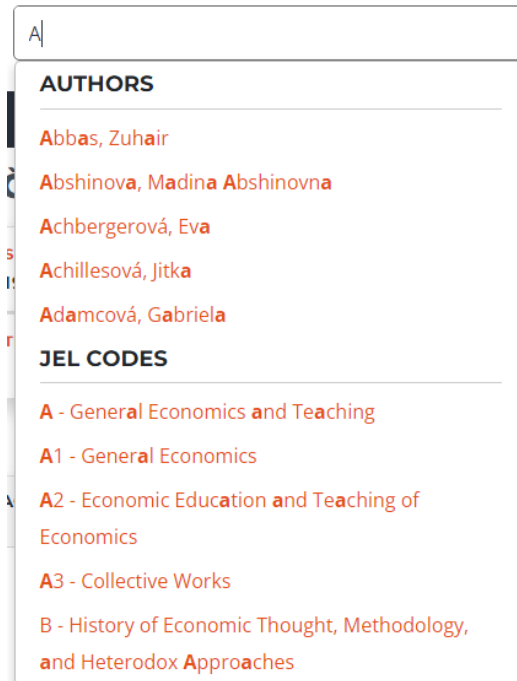 A
AUTHORS
Abbas, Zuhair
Abshinova, Madina Abshinovna
Achbergerová, Eva
Achillesová, Jitka
Adamcová, Gabriela
JEL CODES
A - General Economics and Teaching
A1 - General Economics
A2 - Economic Education and Teaching of
Economics
A3 - Collective Works
B - History of Economic Thought, Methodology,
and Heterodox Approaches